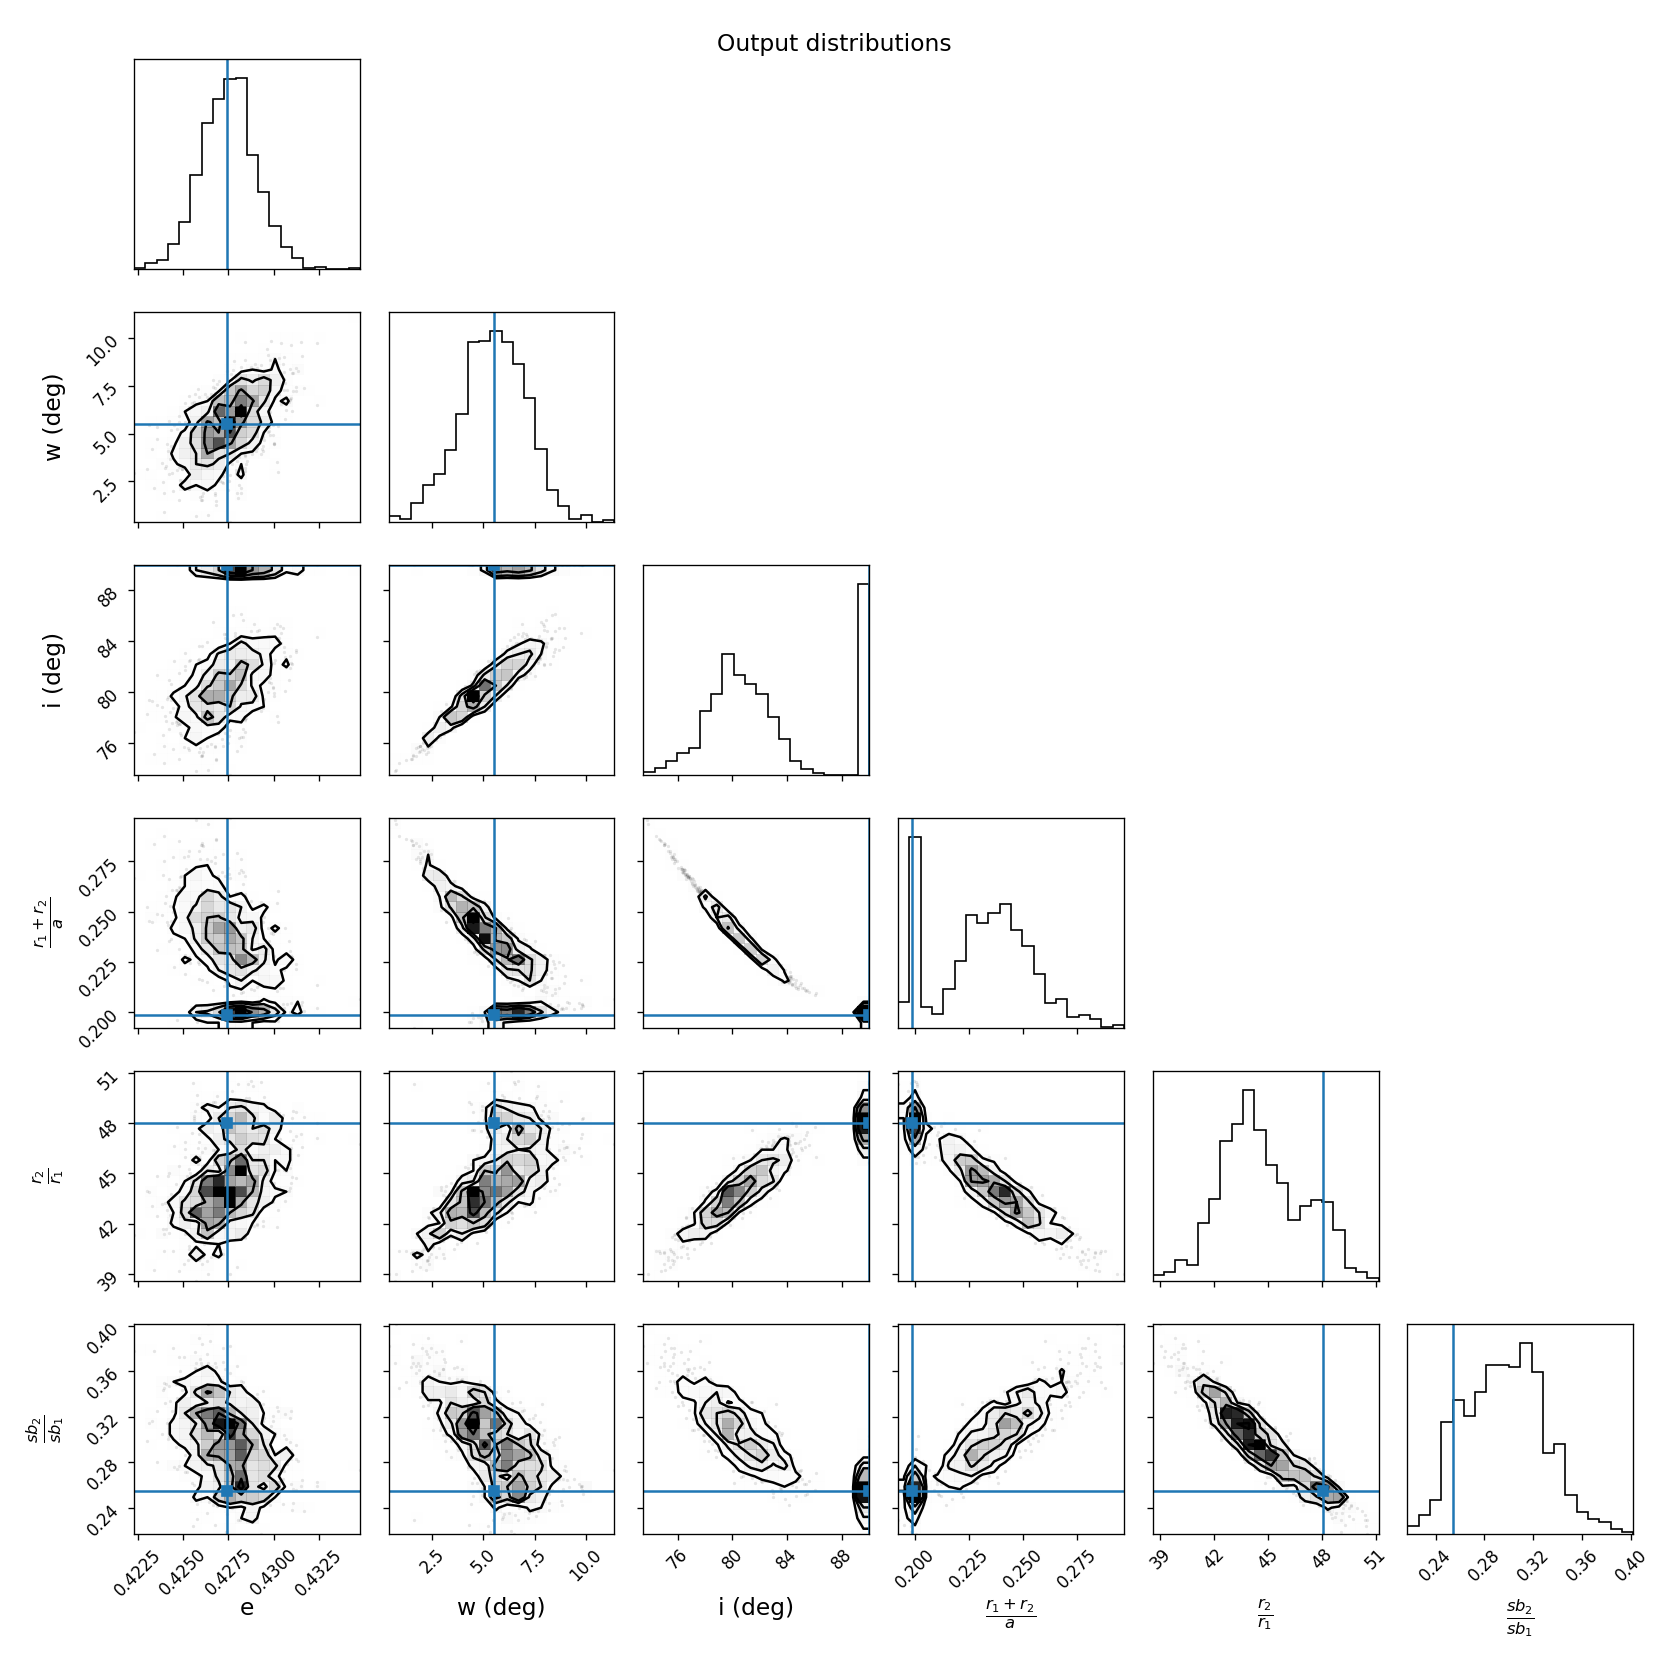 Output distributions
w (deg)
10.0
7.5
5.0
2.5
i (deg)
88
84
80
76
r₁ + r₂
a
0.275
0.250
0.225
0.200
r₂
r₁
51
48
45
42
39
sb₂
sb₁
0.40
0.36
0.32
0.28
0.24
0.4225 0.4250 0.4275 0.4300 0.4325
e
2.5 5.0 7.5 10.0
w (deg)
76 80 84 88
i (deg)
0.200 0.225 0.250 0.275
r₁ + r₂
a
39 42 45 48 51
r₂
r₁
0.24 0.28 0.32 0.36 0.40
sb₂
sb₁